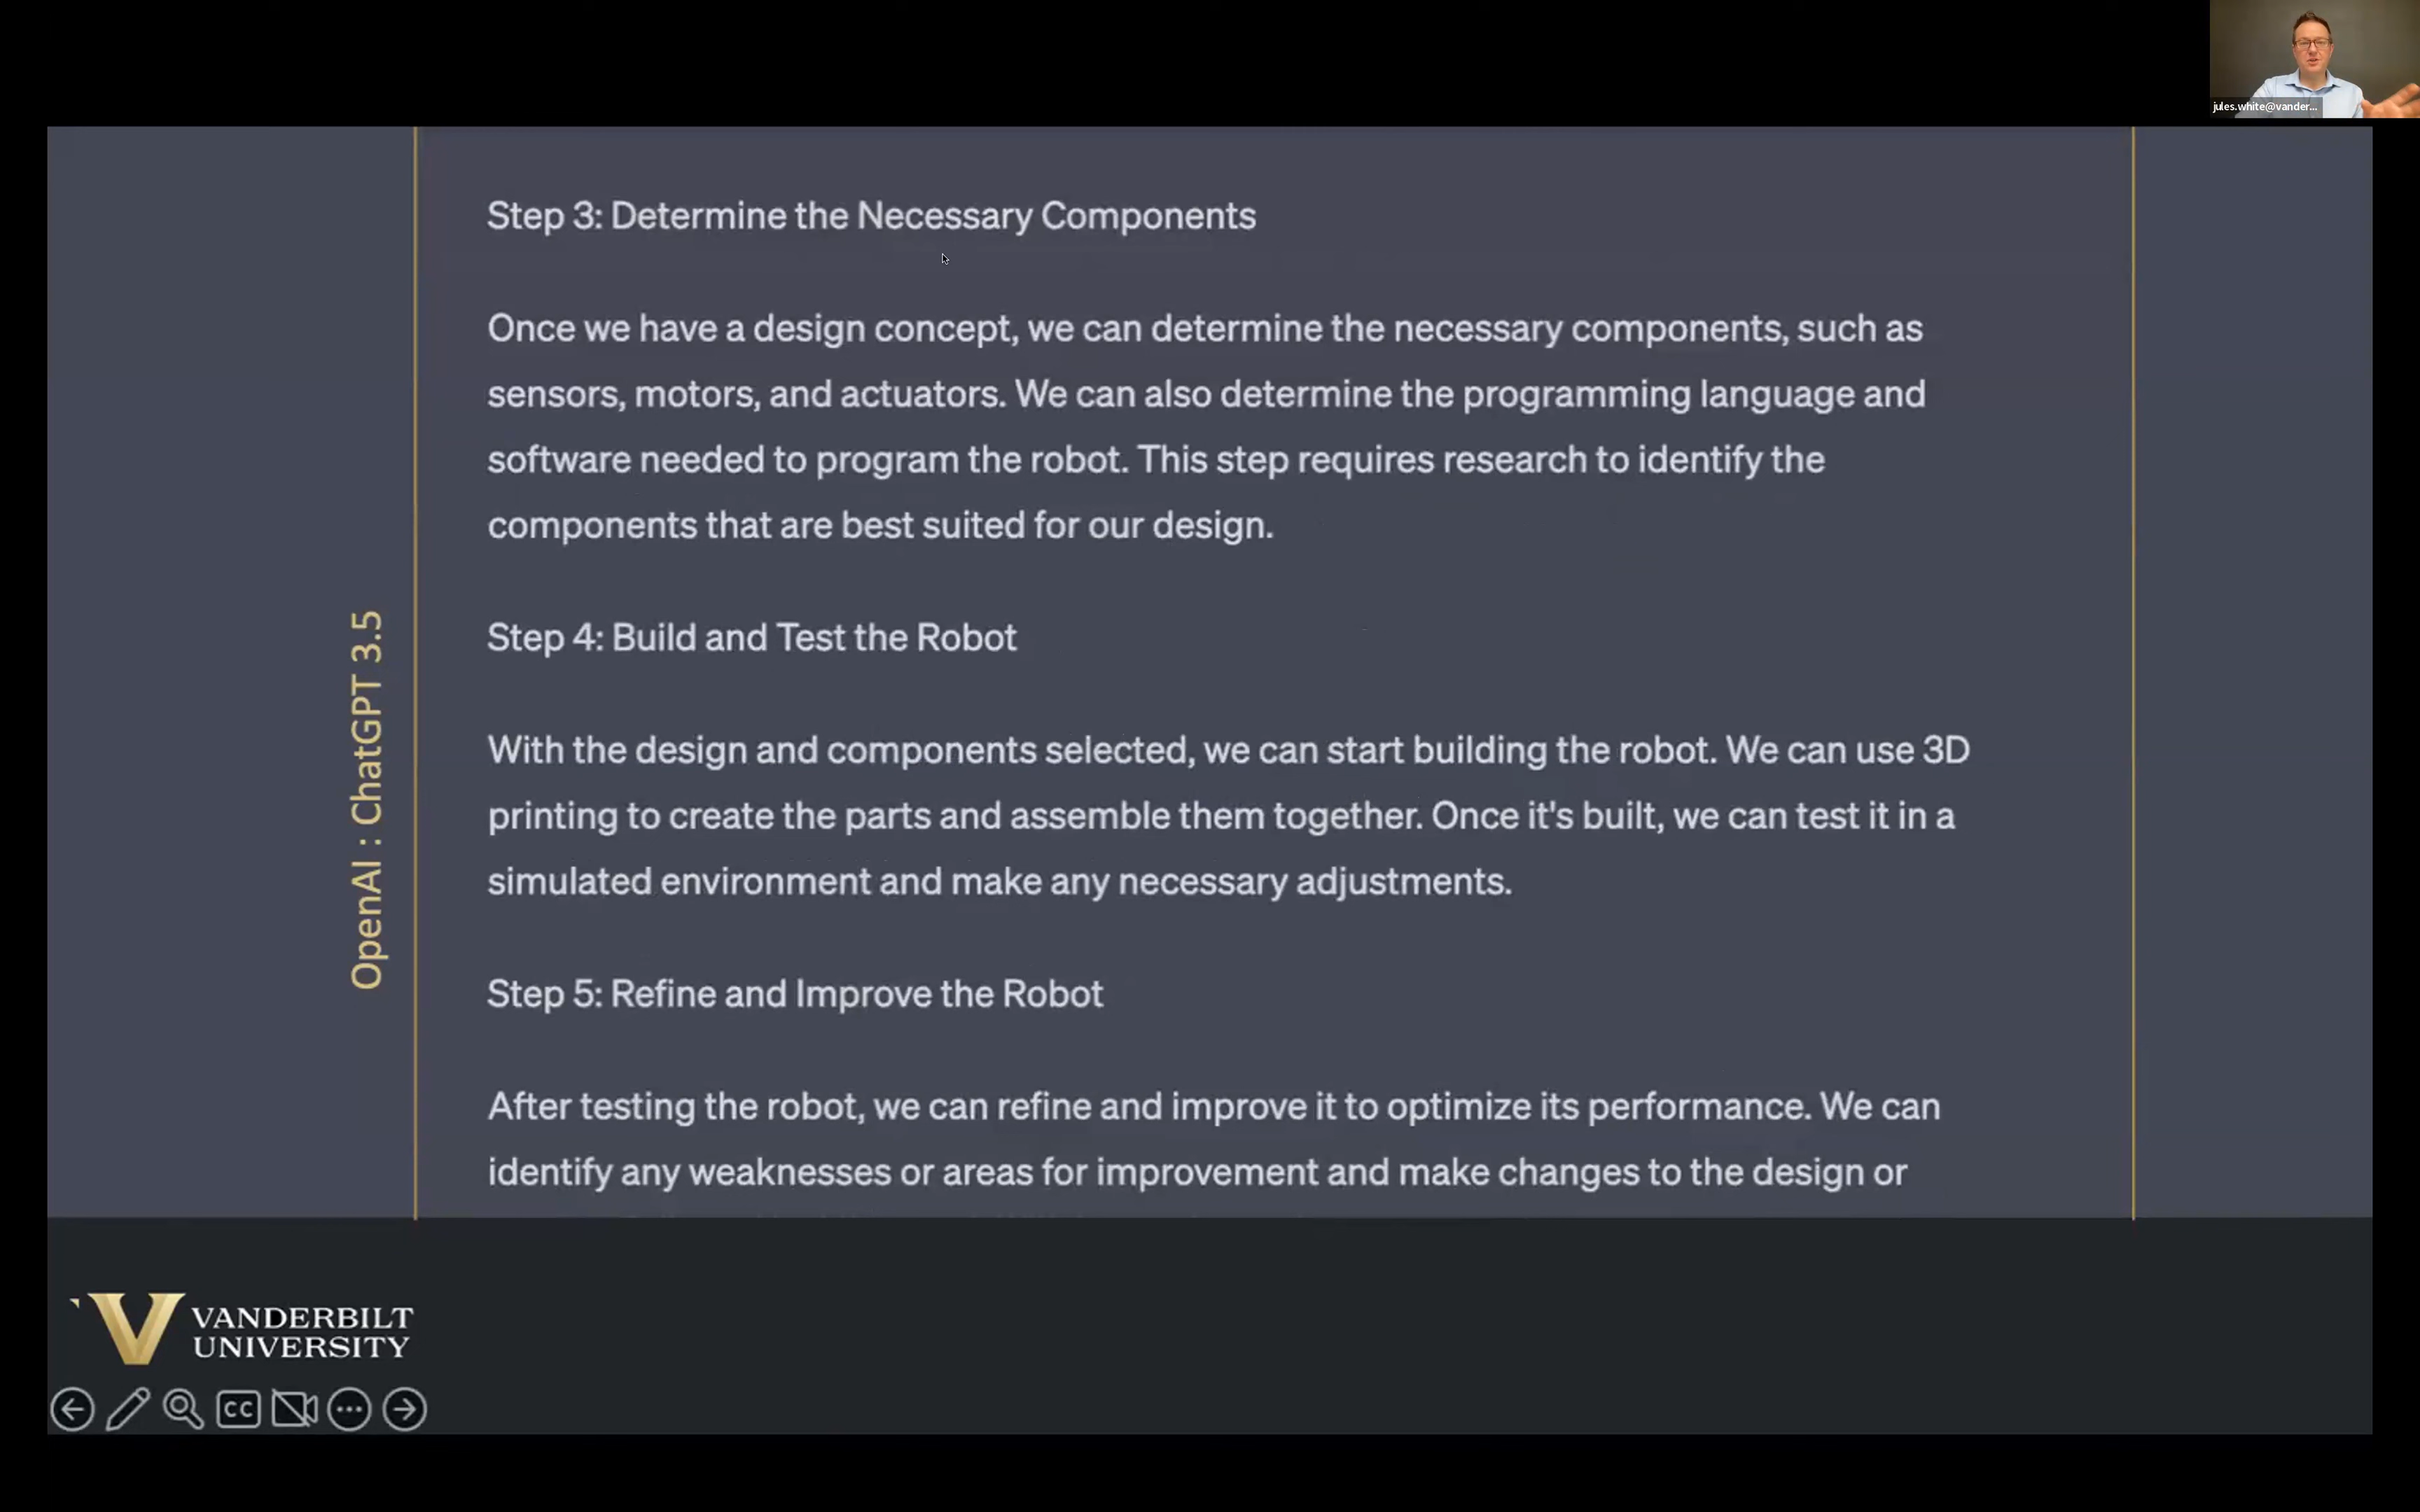 jules.white@vander...
Step 3: Determine the Necessary Components
Once we have a design concept, we can determine the necessary components, such as
sensors, motors, and actuators. We can also determine the programming language and
software needed to program the robot. This step requires research to identify the
components that are best suited for our design.
Step 4: Build and Test the Robot
With the design and components selected, we can start building the robot. We can use 3D
printing to create the parts and assemble them together. Once it's built, we can test it in a
simulated environment and make any necessary adjustments.
Step 5: Refine and Improve the Robot
After testing the robot, we can refine and improve it to optimize its performance. We can
identify any weaknesses or areas for improvement and make changes to the design or
OpenAI : ChatGPT 3.5
V VANDERBILT
UNIVERSITY
CC